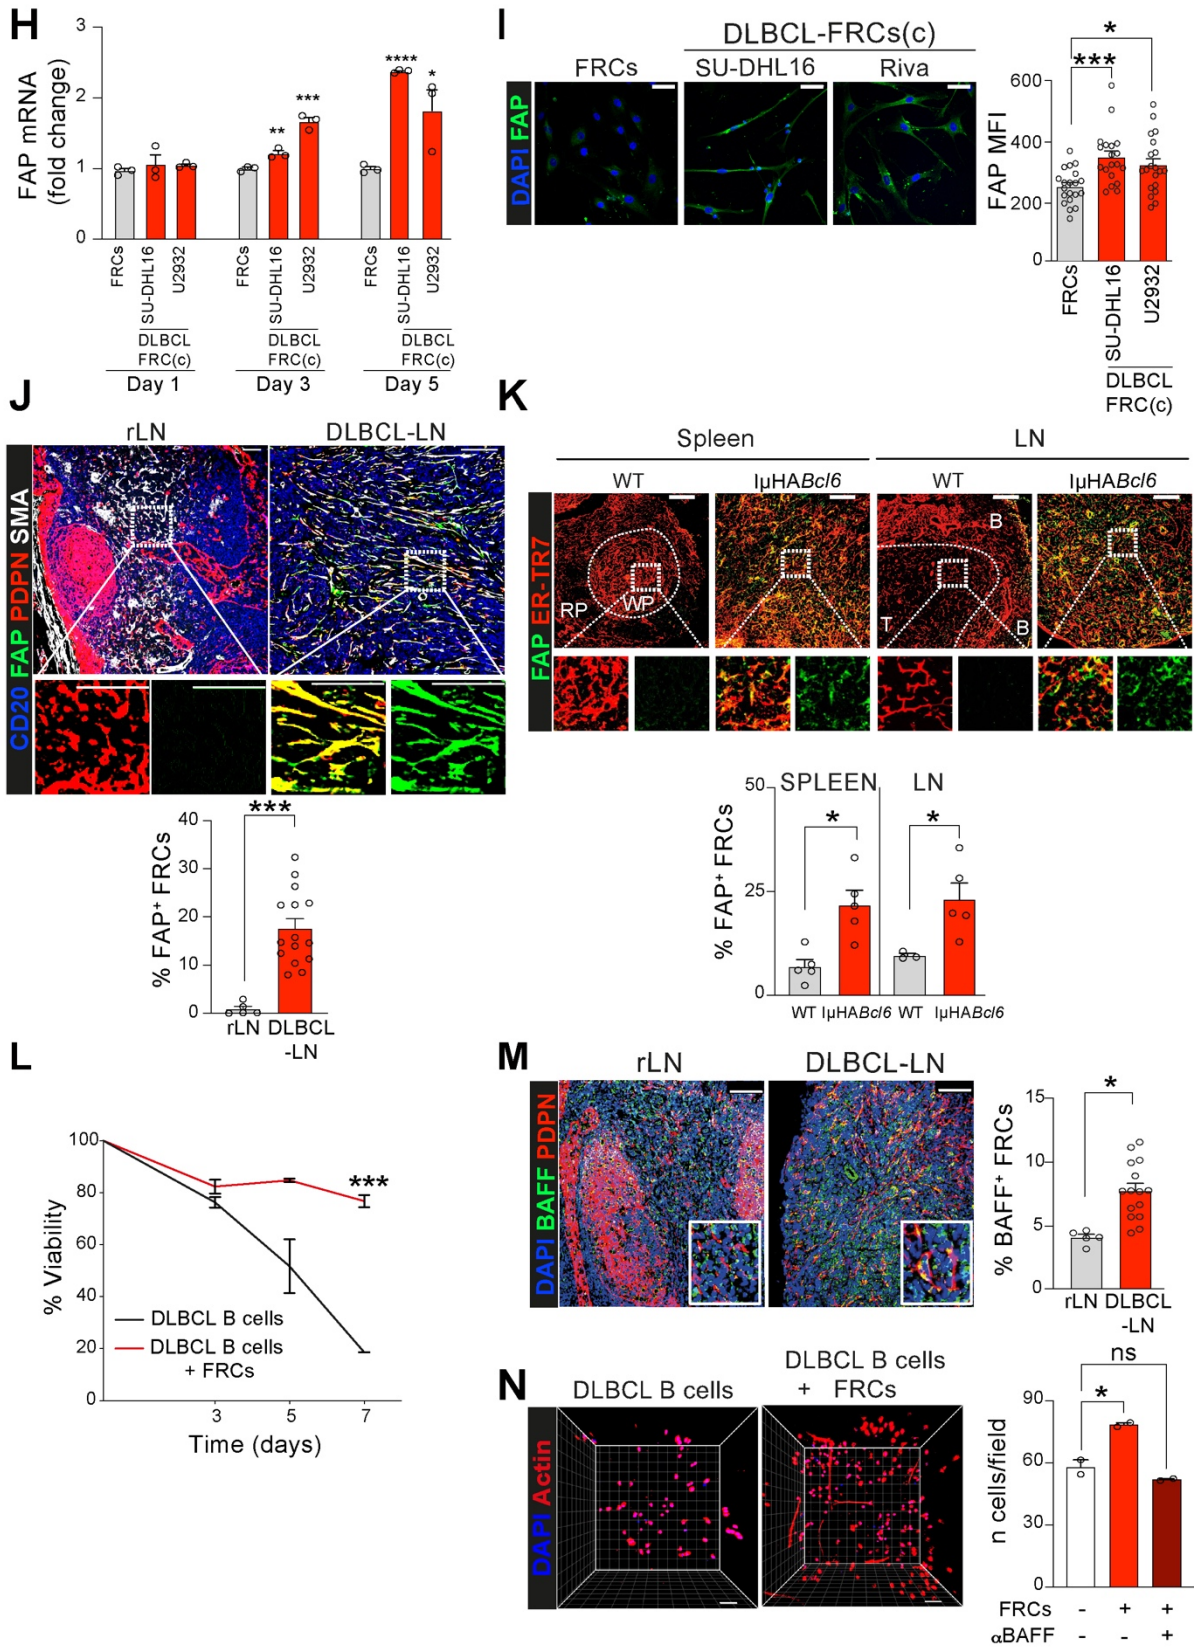 H
3
2
1
0
FAP mRNA
(fold change)
**
***
****
*
FRCs
SU-DHL16
U2932
FRCs
SU-DHL16
U2932
FRCs
SU-DHL16
U2932
DLBCL
FRC(c)
DLBCL
FRC(c)
DLBCL
FRC(c)
Day 1
Day 3
Day 5
I
DLBCL-FRCs(c)
FRCs
SU-DHL16
Riva
DAPI FAP
*
***
600
400
200
0
FAP MFI
FRCs
SU-DHL16
U2932
DLBCL
FRC(c)
J
rLN
DLBCL-LN
CD20 FAP PDPN SMA
***
40
30
20
10
0
% FAP+ FRCs
rLN
DLBCL
-LN
K
Spleen
LN
WT
IµHABcl6
WT
IµHABcl6
FAP ER-TR7
RP
WP
B
T
B
50
25
0
% FAP+ FRCs
SPLEEN
LN
*
*
WT
IµHABcl6
WT
IµHABcl6
L
100
80
60
40
20
0
% Viability
***
DLBCL B cells
DLBCL B cells
+ FRCs
3
5
7
Time (days)
M
rLN
DLBCL-LN
DAPI BAFF PDPN
*
15
10
5
0
% BAFF+ FRCs
rLN
DLBCL
-LN
N
DLBCL B cells
DLBCL B cells
+ FRCs
DAPI Actin
ns
*
90
60
30
0
n cells/field
FRCs - + +
αBAFF - - +